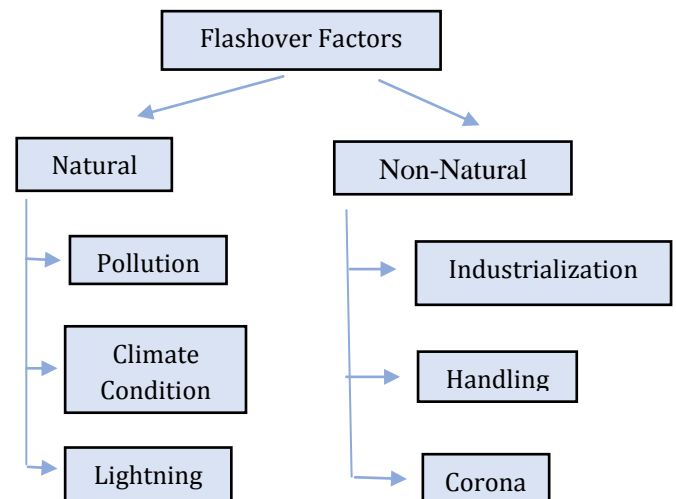 Flashover Factors
Natural
Non-Natural
Pollution
Industrialization
Climate
Condition
Handling
Lightning
Corona